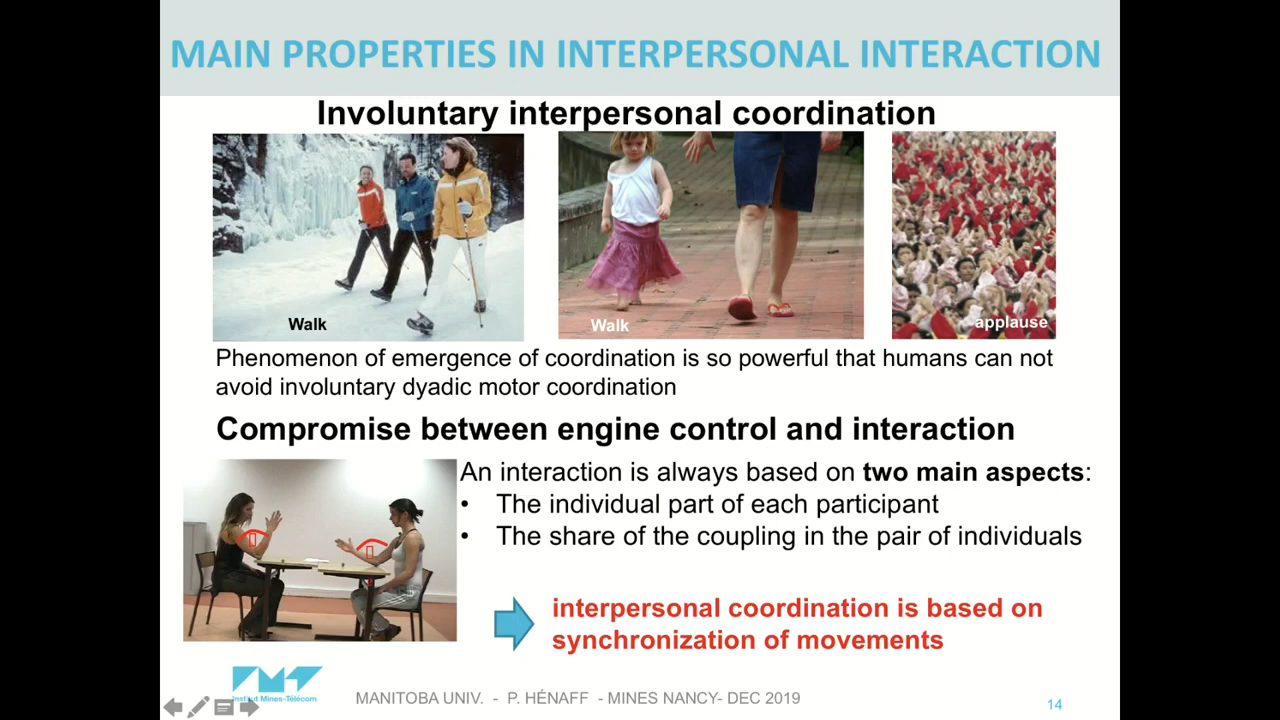 MAIN PROPERTIES IN INTERPERSONAL INTERACTION
Involuntary interpersonal coordination
Walk
Walk
applause
Phenomenon of emergence of coordination is so powerful that humans can not
avoid involuntary dyadic motor coordination
Compromise between engine control and interaction
An interaction is always based on two main aspects:
• The individual part of each participant
• The share of the coupling in the pair of individuals
interpersonal coordination is based on
synchronization of movements
Institut Mines-Télécom
MANITOBA UNIV. - P. HÉNAFF - MINES NANCY- DEC 2019
14